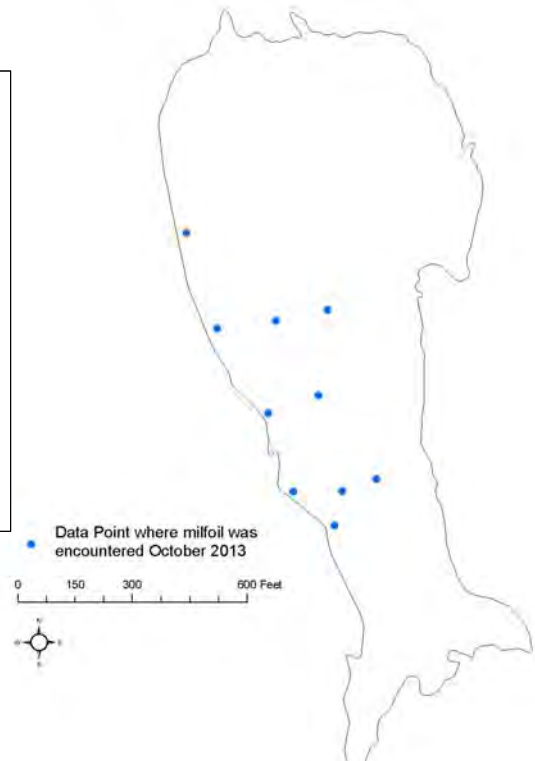 Data Point where milfoil was
encountered October 2013
0 150 300 600 Feet
N
W E
S